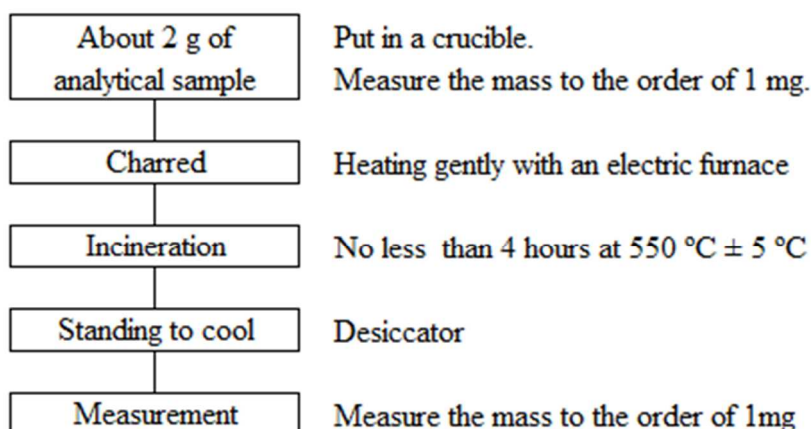 About 2 g of
analytical sample
Put in a crucible.
Measure the mass to the order of 1 mg.
Charred
Heating gently with an electric furnace
Incineration
No less than 4 hours at 550 ºC ± 5 ºC
Standing to cool
Desiccator
Measurement
Measure the mass to the order of 1mg